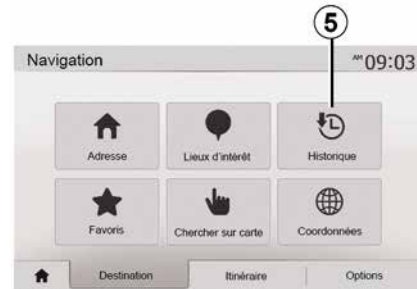 5
Navigation AM 09:03
Adresse Lieux d'intérêt Historique
Favoris Chercher sur carte Coordonnées
Destination Itinéraire Options